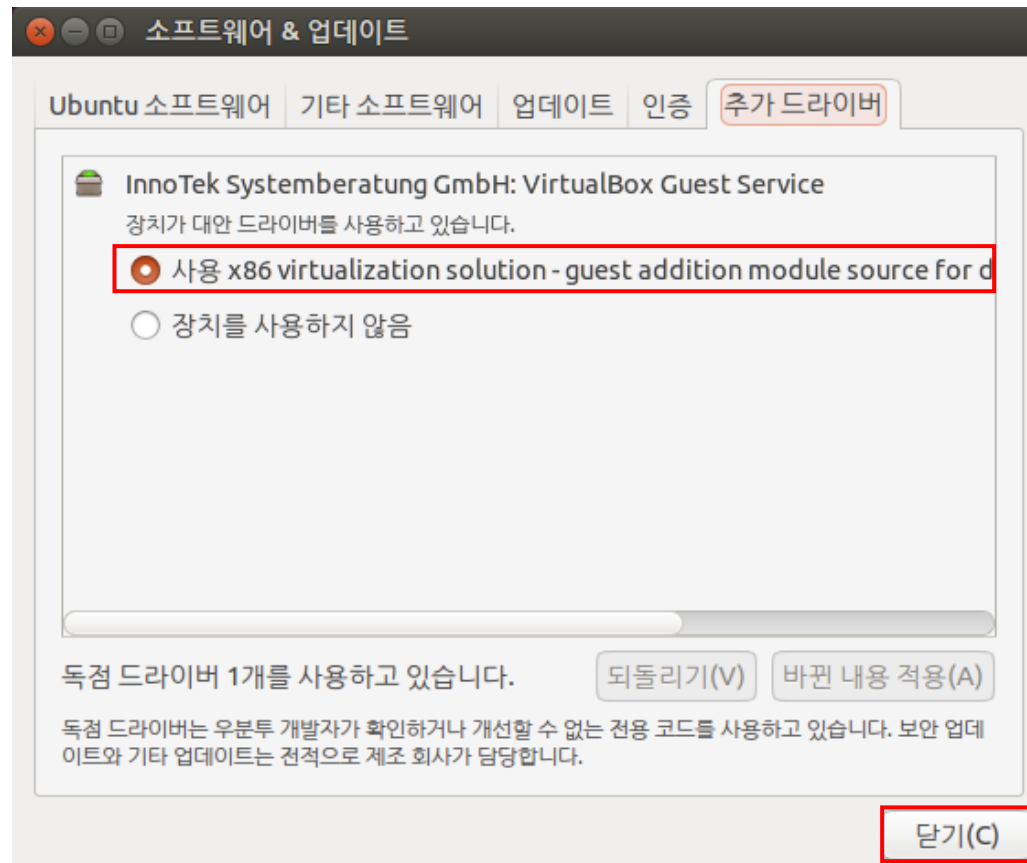 소프트웨어 & 업데이트
Ubuntu 소프트웨어 기타 소프트웨어 업데이트 인증 추가 드라이버
InnoTek Systemberatung GmbH: VirtualBox Guest Service
장치가 대안 드라이버를 사용하고 있습니다.
사용 x86 virtualization solution - guest addition module source for d
장치를 사용하지 않음
독점 드라이버 1개를 사용하고 있습니다. 되돌리기(V) 바뀐 내용 적용(A)
독점 드라이버는 우분투 개발자가 확인하거나 개선할 수 없는 전용 코드를 사용하고 있습니다. 보안 업데
이트와 기타 업데이트는 전적으로 제조 회사가 담당합니다.
닫기(C)